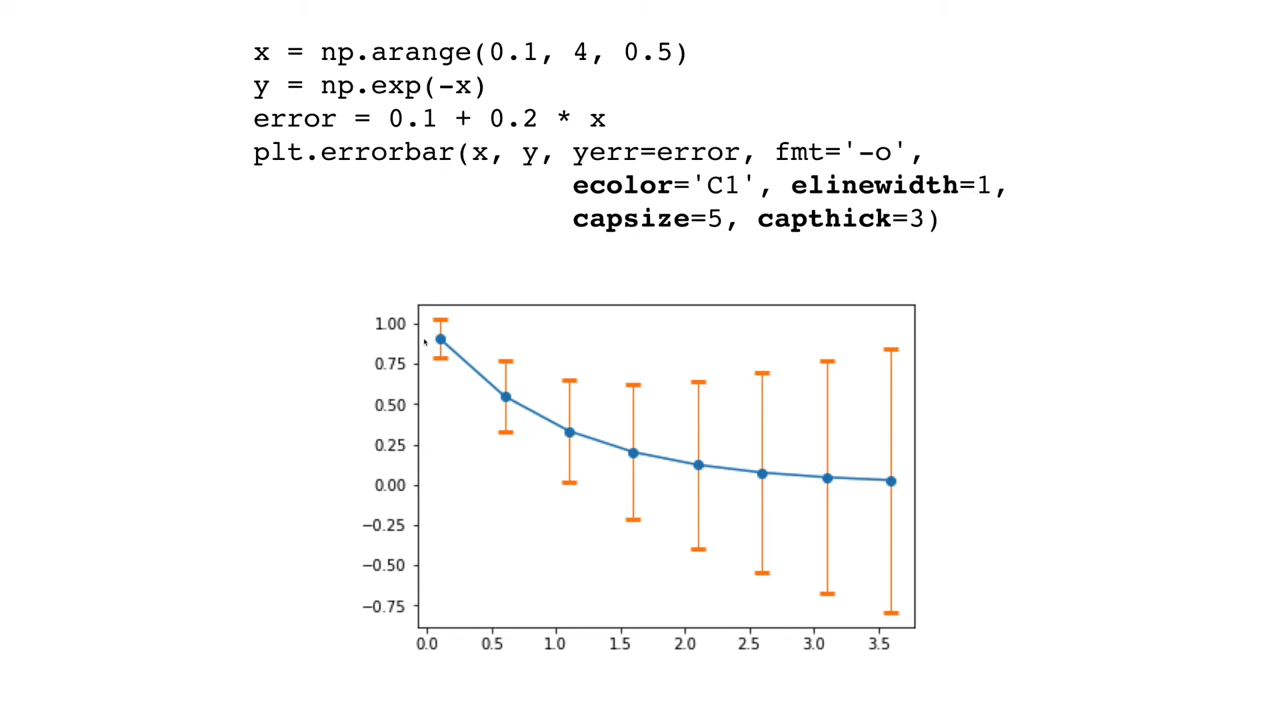 x = np.arange(0.1, 4, 0.5)
y = np.exp(-x)
error = 0.1 + 0.2 * x
plt.errorbar(x, y, yerr=error, fmt='-o',
ecolor='C1', elinewidth=1,
capsize=5, capthick=3)
1.00
0.75
0.50
0.25
0.00
−0.25
−0.50
−0.75
0.0 0.5 1.0 1.5 2.0 2.5 3.0 3.5